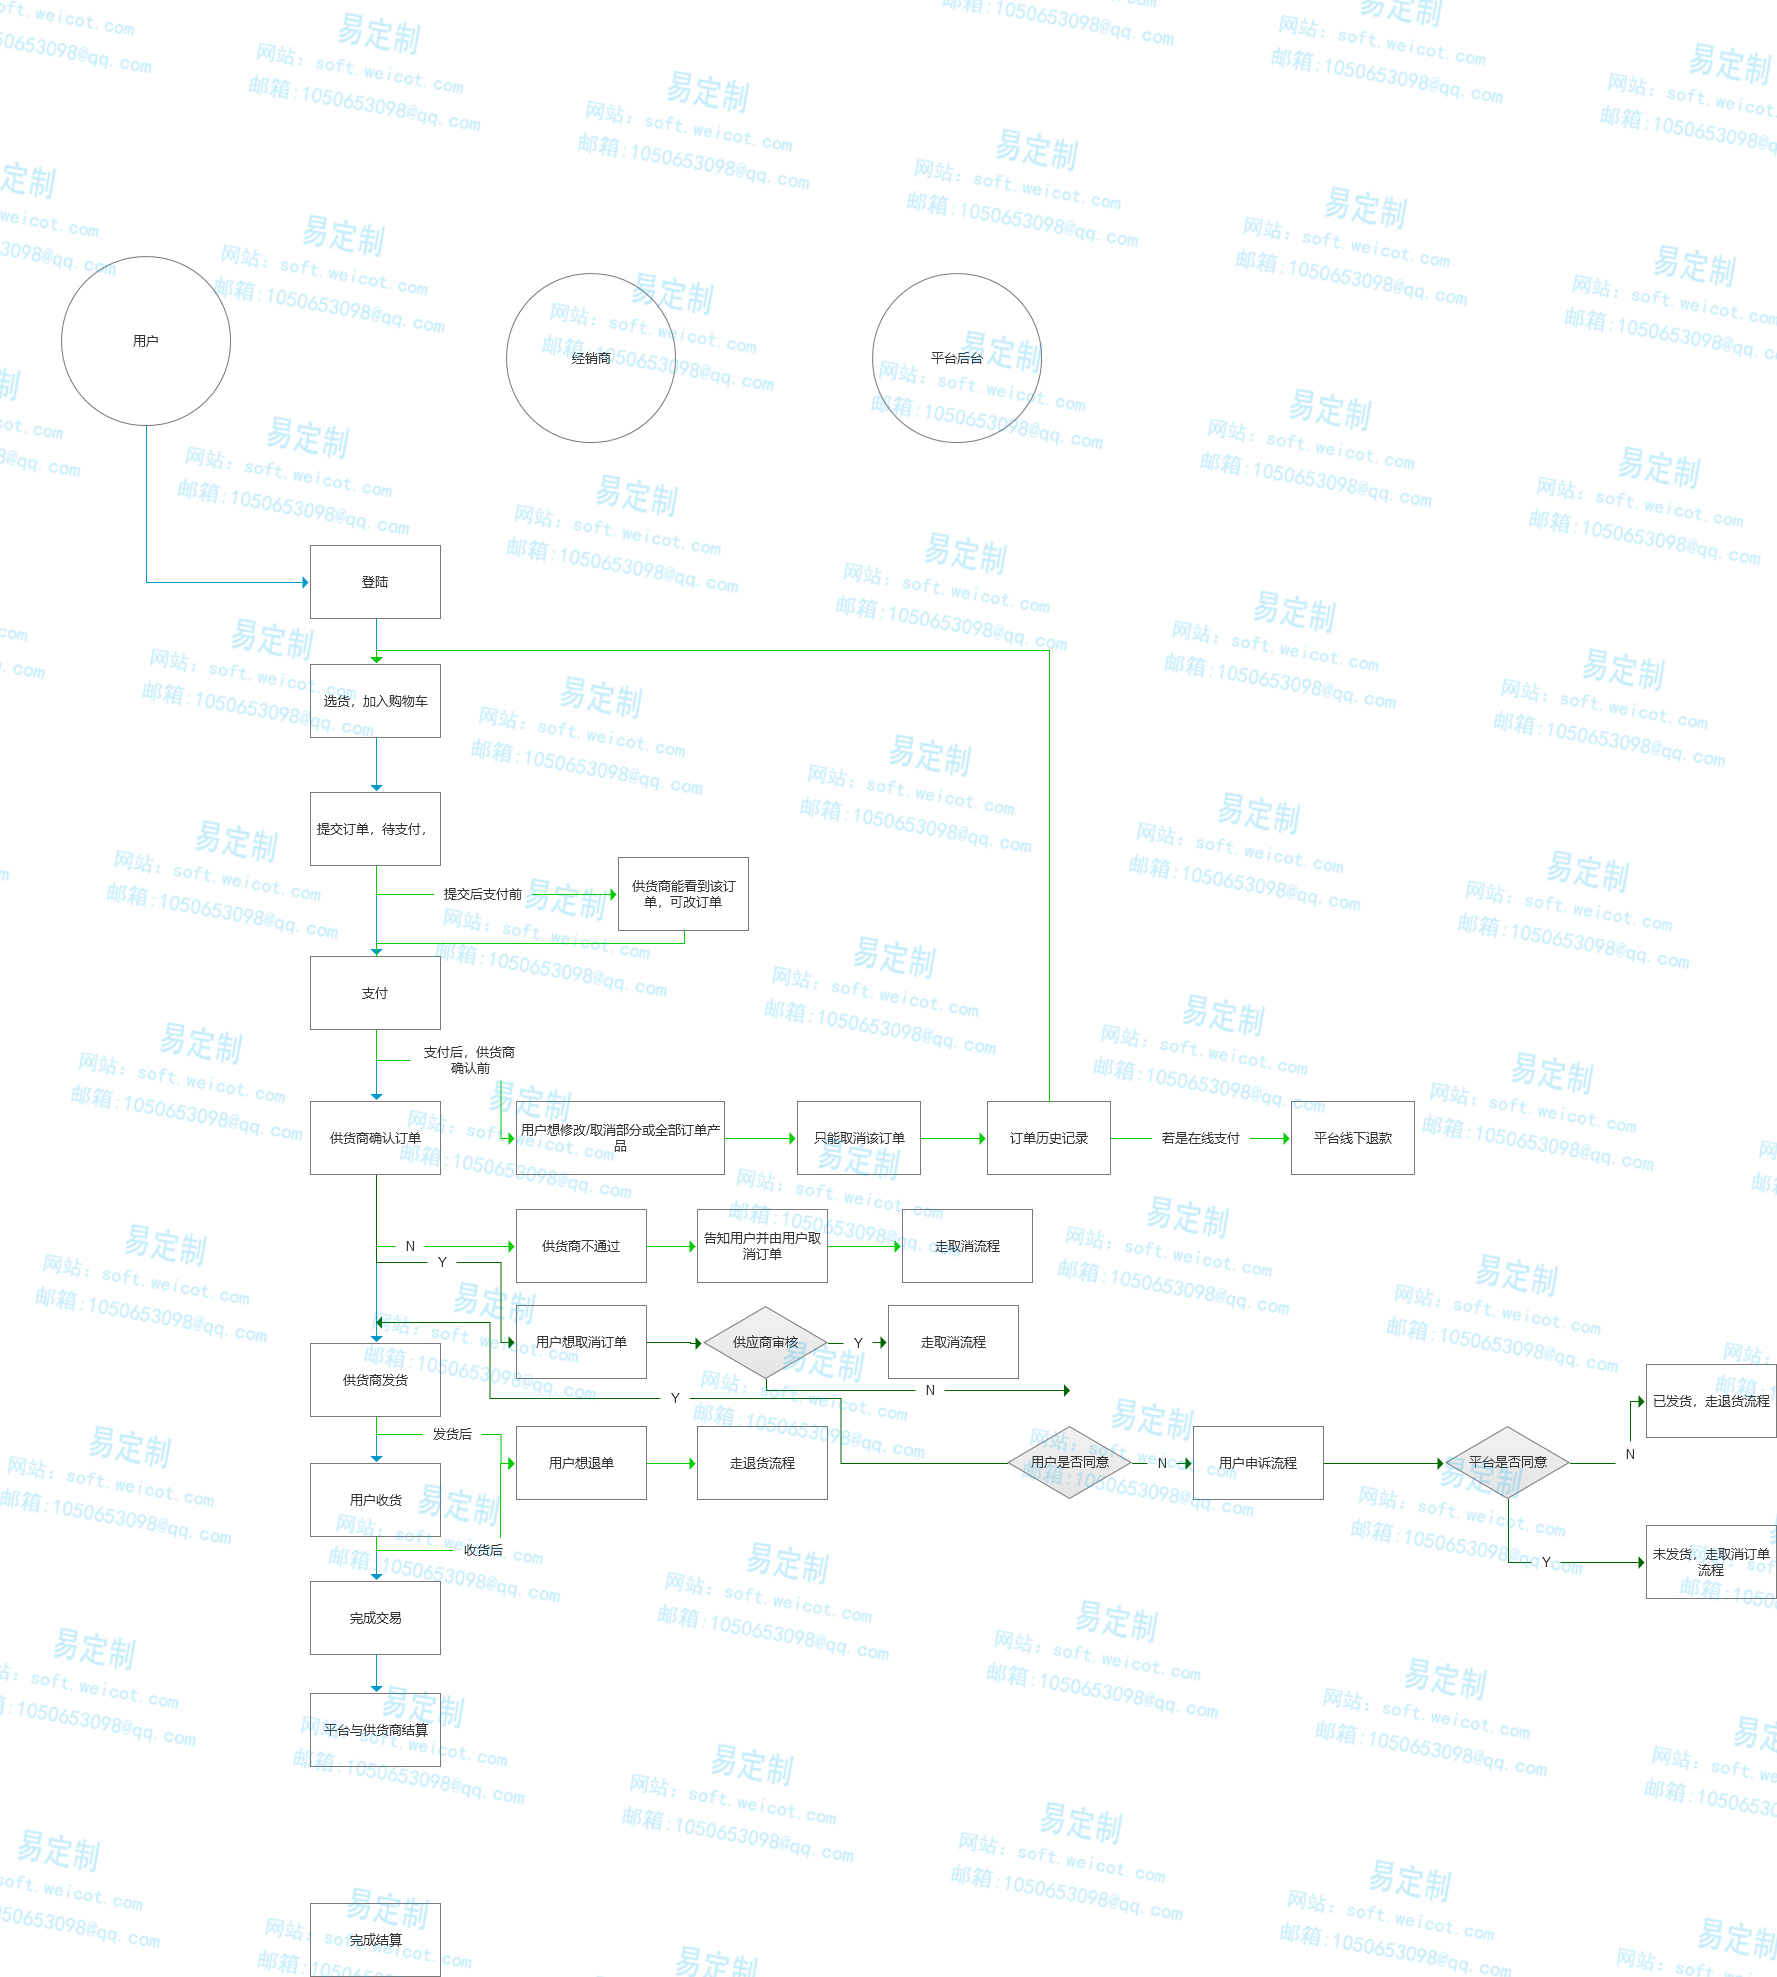 用户
经销商
平台后台
登陆
选货，加入购物车
提交订单，待支付，
提交后支付前
供货商能看到该订
单，可改订单
支付
支付后，供货商
确认前
供货商确认订单
用户想修改/取消部分或全部订单产
品
只能取消该订单
订单历史记录
若是在线支付
平台线下退款
N
供货商不通过
告知用户并由用户取
消订单
走取消流程
Y
用户想取消订单
供应商审核
Y
走取消流程
N
Y
供货商发货
发货后
用户想退单
走退货流程
用户是否同意
N
用户申诉流程
平台是否同意
N
已发货，走退货流程
Y
未发货，走取消订单
流程
用户收货
收货后
完成交易
平台与供货商结算
完成结算
易定制
网站：soft.weicot.com
邮箱:1050653098@qq.com